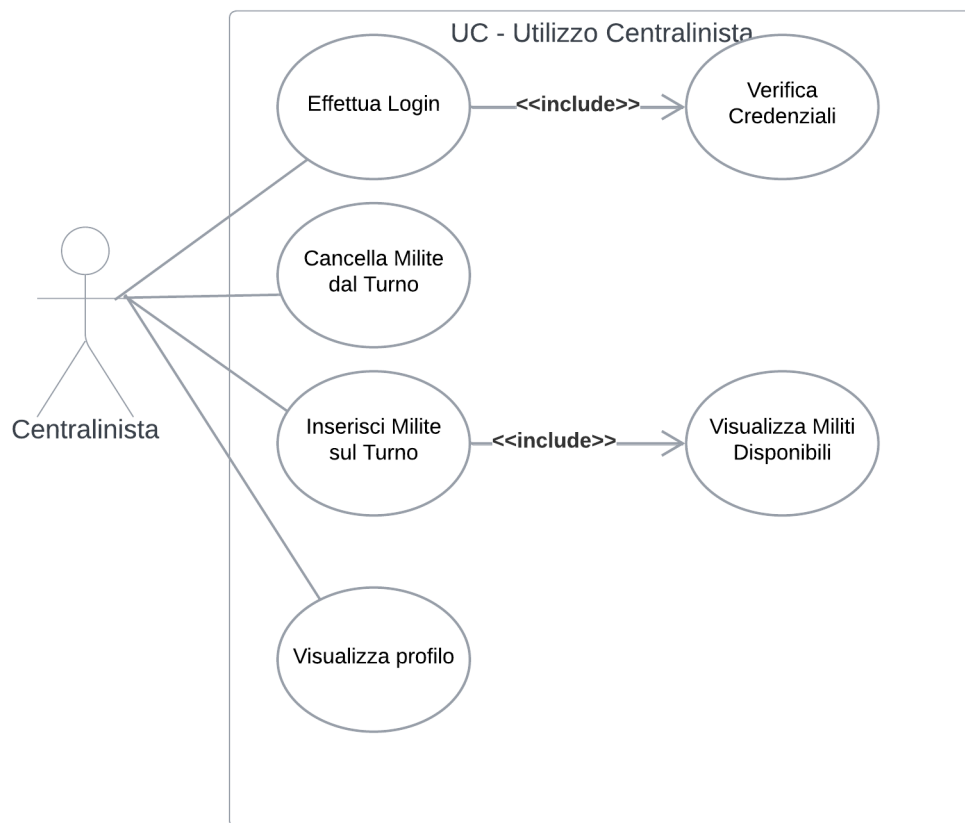 UC - Utilizzo Centralinista
Effettua Login
<<include>>
Verifica
Credenziali
Cancella Milite
dal Turno
Centralinista
Inserisci Milite
sul Turno
<<include>>
Visualizza Militi
Disponibili
Visualizza profilo